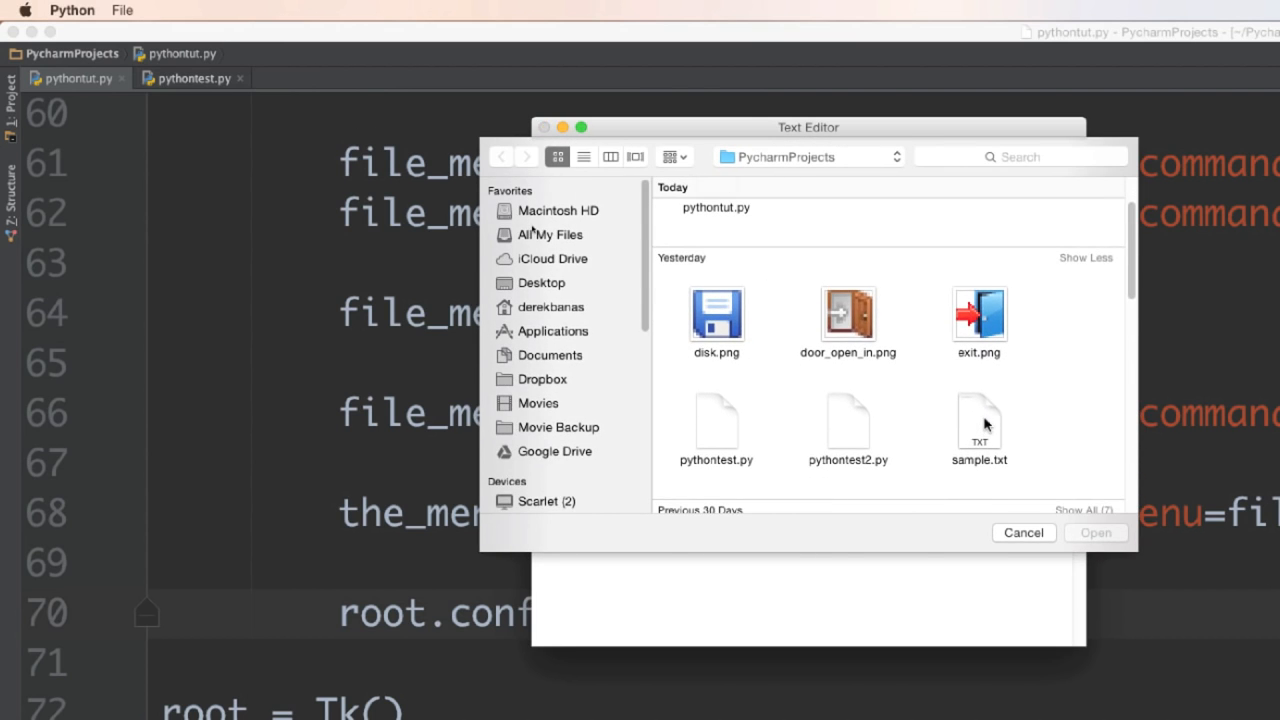 Python File
pythontut.py - PycharmProjects - [~/Pycha
PycharmProjects pythontut.py
pythontut.py pythontest.py
1: Project
7: Structure
60
61 file_me command
62 file_me command
63
64 file_me
65
66 file_me command
67
68 the_mer enu=fil
69
70 root.conf
71
72 root = Tk()
Text Editor
PycharmProjects
Search
Favorites
Macintosh HD
All My Files
iCloud Drive
Desktop
derekbanas
Applications
Documents
Dropbox
Movies
Movie Backup
Google Drive
Devices
Scarlet (2)
Today
pythontut.py
Yesterday Show Less
disk.png door_open_in.png exit.png
TXT
pythontest.py pythontest2.py sample.txt
Previous 30 Days Show All (7)
Cancel Open